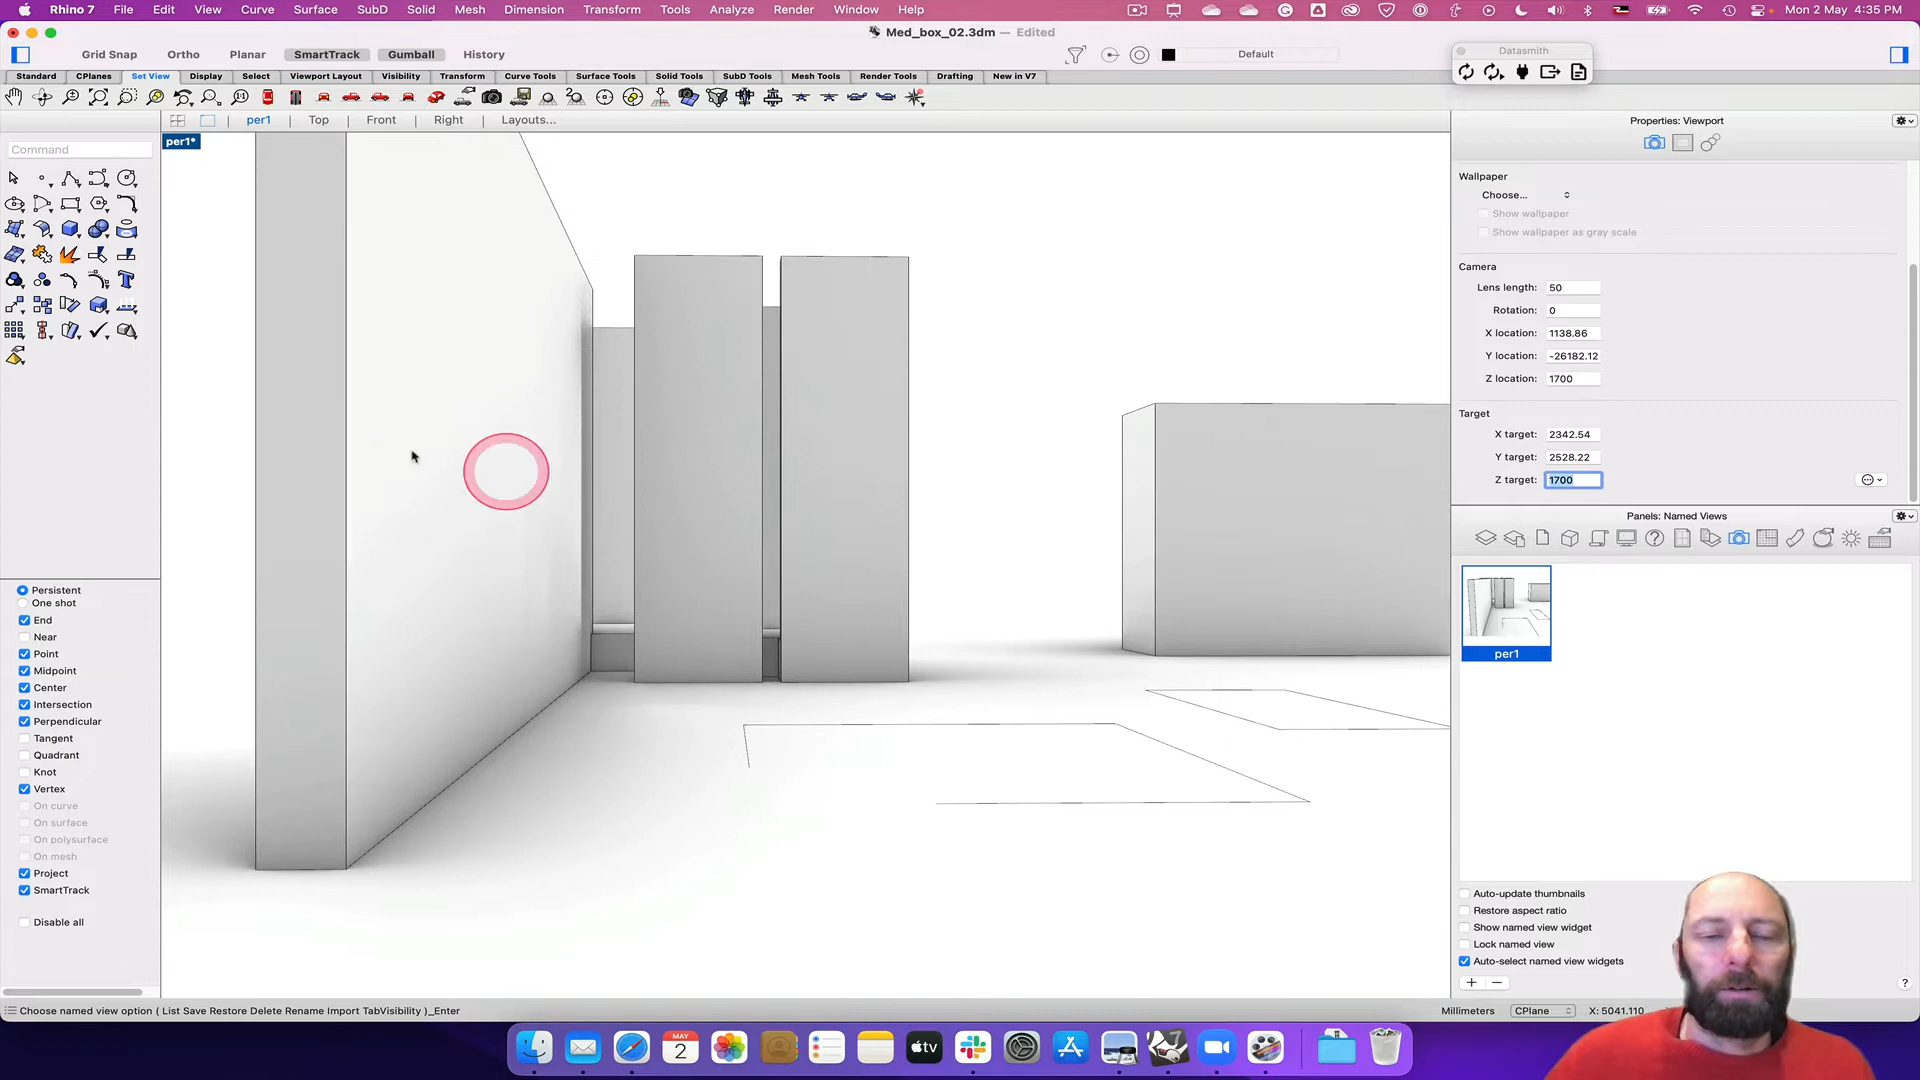 Rhino 7 File Edit View Curve Surface SubD Solid Mesh Dimension Transform Tools Analyze Render Window Help Mon 2 May 4:35 PM
Med_box_02.3dm — Edited
Grid Snap Ortho Planar SmartTrack Gumball History Default
Datasmith
Standard CPlanes Set View Display Select Viewport Layout Visibility Transform Curve Tools Surface Tools Solid Tools SubD Tools Mesh Tools Render Tools Drafting New in V7
per1 Top Front Right Layouts...
Properties: Viewport
per1*
Command
Wallpaper
Choose...
Show wallpaper
Show wallpaper as gray scale
Camera
Lens length: 50
Rotation: 0
X location: 1138.86
Y location: -26182.12
Z location: 1700
Target
X target: 2342.54
Y target: 2528.22
Z target: 1700
Panels: Named Views
per1
Persistent
One shot
End
Near
Point
Midpoint
Center
Intersection
Perpendicular
Tangent
Quadrant
Knot
Vertex
On curve
On surface
On polysurface
On mesh
Project
SmartTrack
Disable all
Auto-update thumbnails
Restore aspect ratio
Show named view widget
Lock named view
Auto-select named view widgets
Choose named view option ( List Save Restore Delete Rename Import TabVisibility )_Enter
Millimeters CPlane X: 5041.110
MAY
2
tv